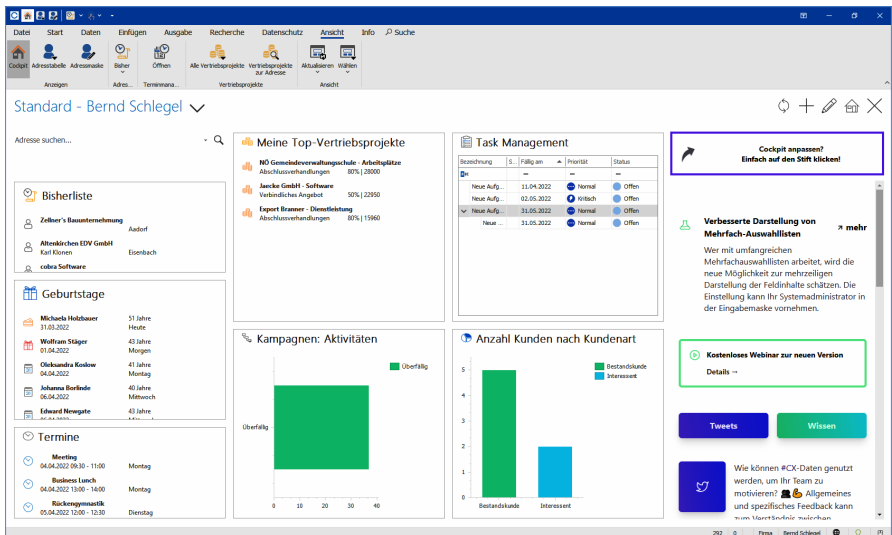 Datei Start Daten Einfügen Ausgabe Recherche Datenschutz Ansicht Info Suche
Cockpit Adresstabelle Adressmaske Bisher Öffnen Alle Vertriebsprojekte Vertriebsprojekte zur Adresse Aktualisieren Wählen
Anzeigen Adres... Terminmana... Vertriebsprojekte Ansicht
Standard - Bernd Schlegel
Adresse suchen...
Bisherliste
Zellner's Bauunternehmung
Aadorf
Altenkirchen EDV GmbH
Karl Klonen Eisenbach
cobra Software
Geburtstage
Michaela Holzbauer 51 Jahre
31.03.2022 Heute
Wolfram Stäger 43 Jahre
01.04.2022 Morgen
Oleksandra Koslow 41 Jahre
04.04.2022 Montag
Johanna Borlinde 40 Jahre
06.04.2022 Mittwoch
Edward Newgate 43 Jahre
Termine
Meeting
04.04.2022 09:30 - 11:00 Montag
Business Lunch
04.04.2022 13:00 - 14:00 Montag
Rückengymnastik
05.04.2022 12:00 - 12:30 Dienstag
Meine Top-Vertriebsprojekte
NÖ Gemeindeverwaltungsschule - Arbeitsplätze
Abschlussverhandlungen 80% | 28000
Jaecke GmbH - Software
Verbindliches Angebot 50% | 22950
Export Branner - Dienstleistung
Abschlussverhandlungen 80% | 15960
Task Management
Bezeichnung S... Fällig am Priorität Status
Neue Aufg... 11.04.2022 Normal Offen
Neue Aufg... 02.05.2022 Kritisch Offen
Neue Aufg... 31.05.2022 Normal Offen
Neue ... 31.05.2022 Normal Offen
Kampagnen: Aktivitäten
Überfällig
Überfällig
0 10 20 30 40
Anzahl Kunden nach Kundenart
Bestandskunde
Interessent
5
4
3
2
1
0
Bestandskunde Interessent
Cockpit anpassen?
Einfach auf den Stift klicken!
Verbesserte Darstellung von
Mehrfach-Auswahllisten mehr
Wer mit umfangreichen
Mehrfachauswahllisten arbeitet, wird die
neue Möglichkeit zur mehrzeiligen
Darstellung der Feldinhalte schätzen. Die
Einstellung kann Ihr Systemadministrator in
der Eingabemaske vornehmen.
Kostenloses Webinar zur neuen Version
Details →
Tweets Wissen
Wie können #CX-Daten genutzt
werden, um Ihr Team zu
motivieren? Allgemeines
und spezifisches Feedback kann
zum Verständnis zwischen
292 0 Firma Bernd Schlegel